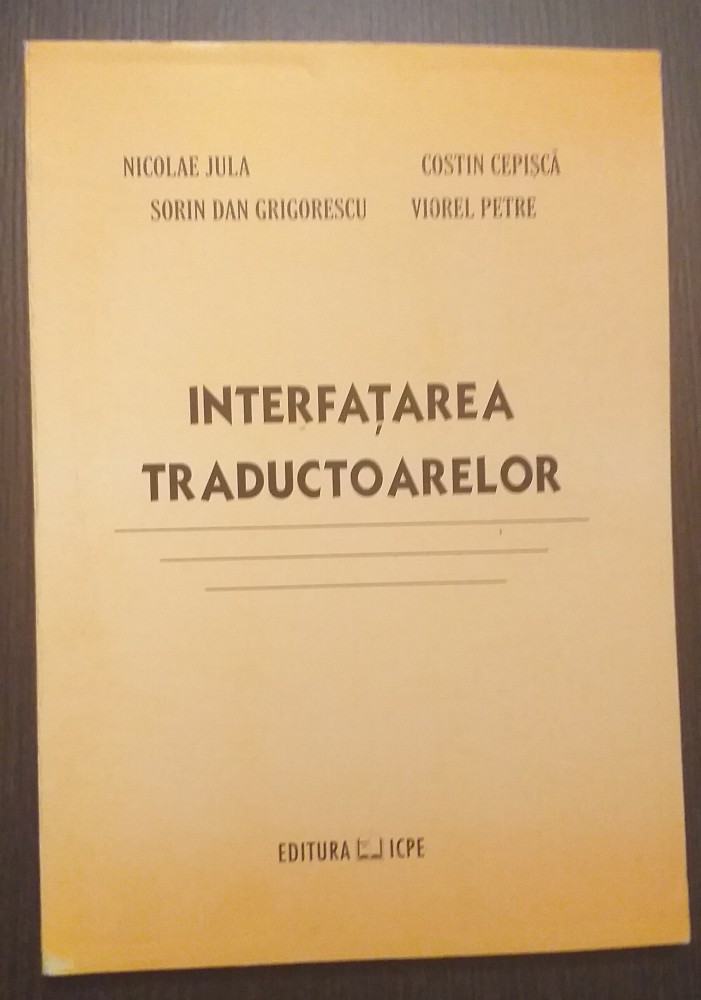 NICOLAE JULA COSTIN CEPIȘCĂ
SORIN DAN GRIGORESCU VIOREL PETRE
INTERFAȚAREA
TRADUCTOARELOR
EDITURA ICPE